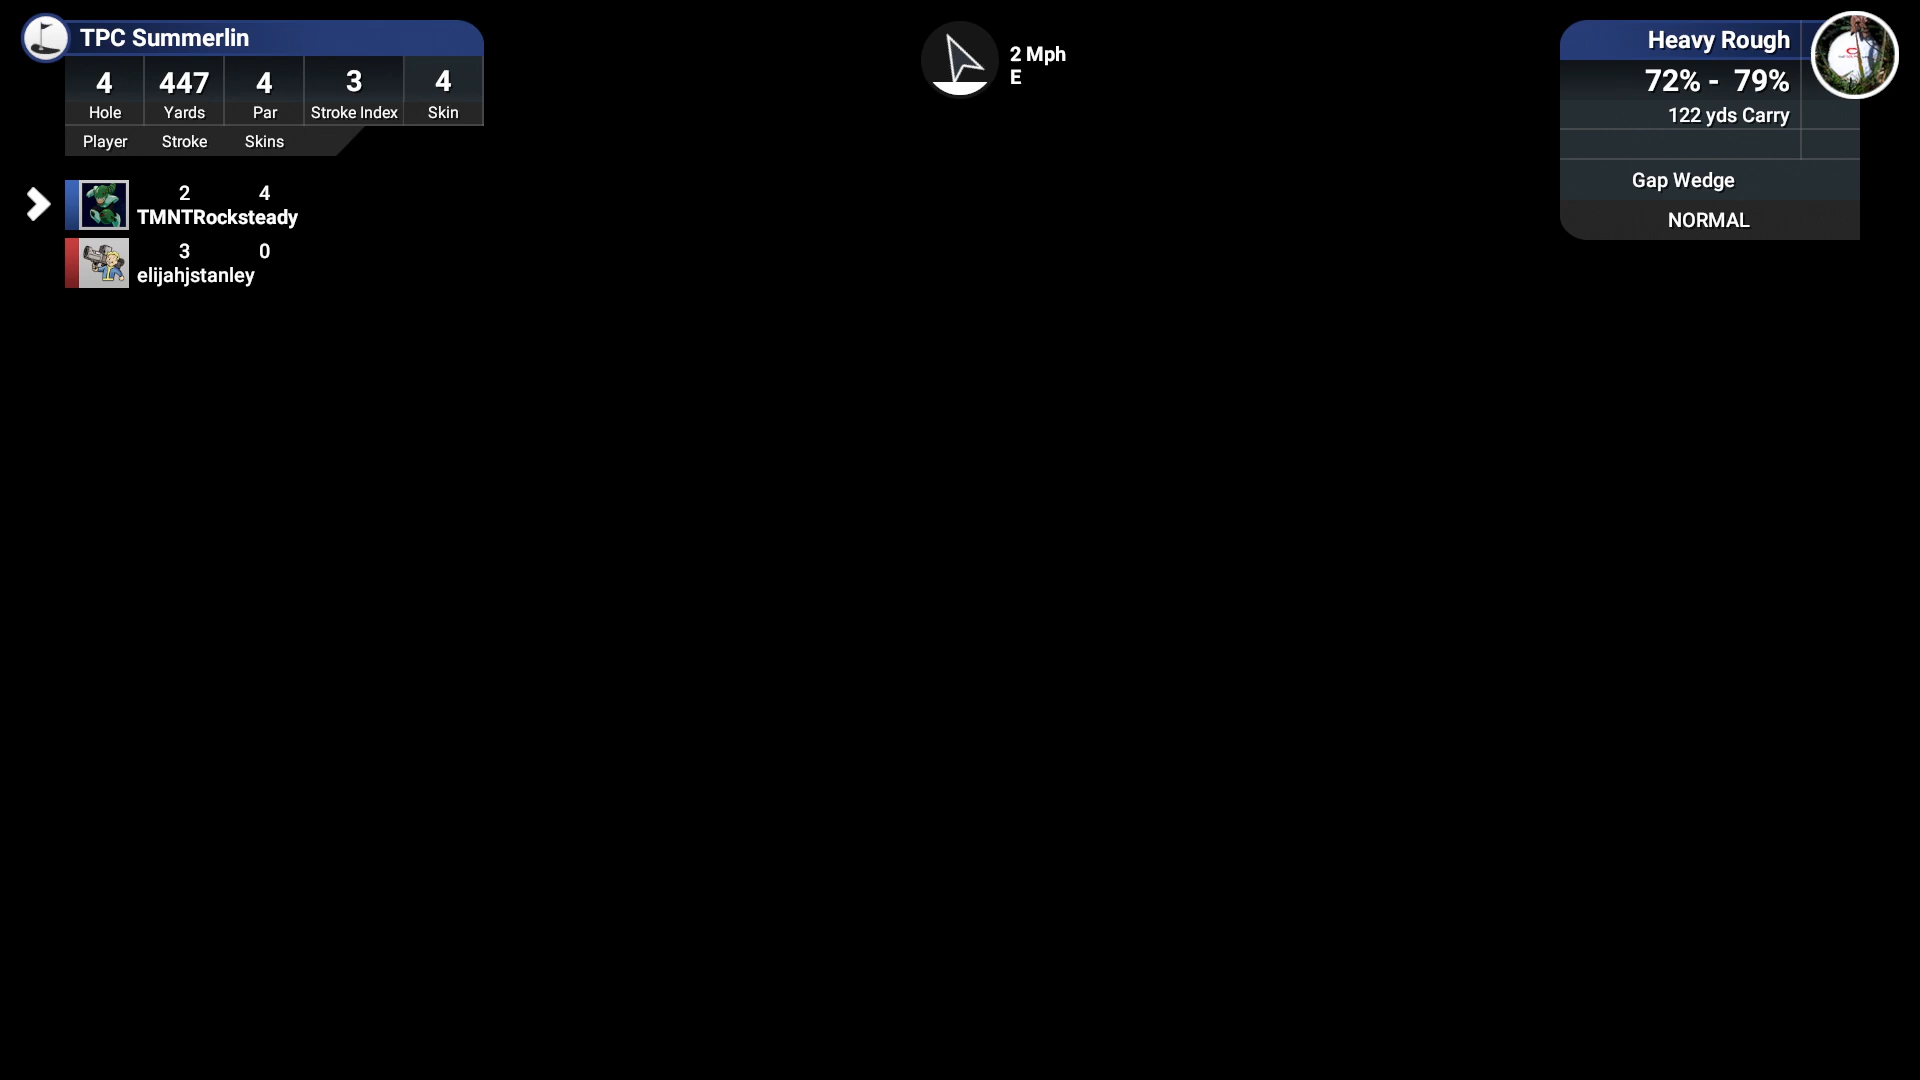 TPC Summerlin
4 447 4 3 4
Hole Yards Par Stroke Index Skin
Player Stroke Skins
2 4
TMNTRocksteady
3 0
elijahjstanley
2 Mph
E
Heavy Rough
72% - 79%
122 yds Carry
Gap Wedge
NORMAL